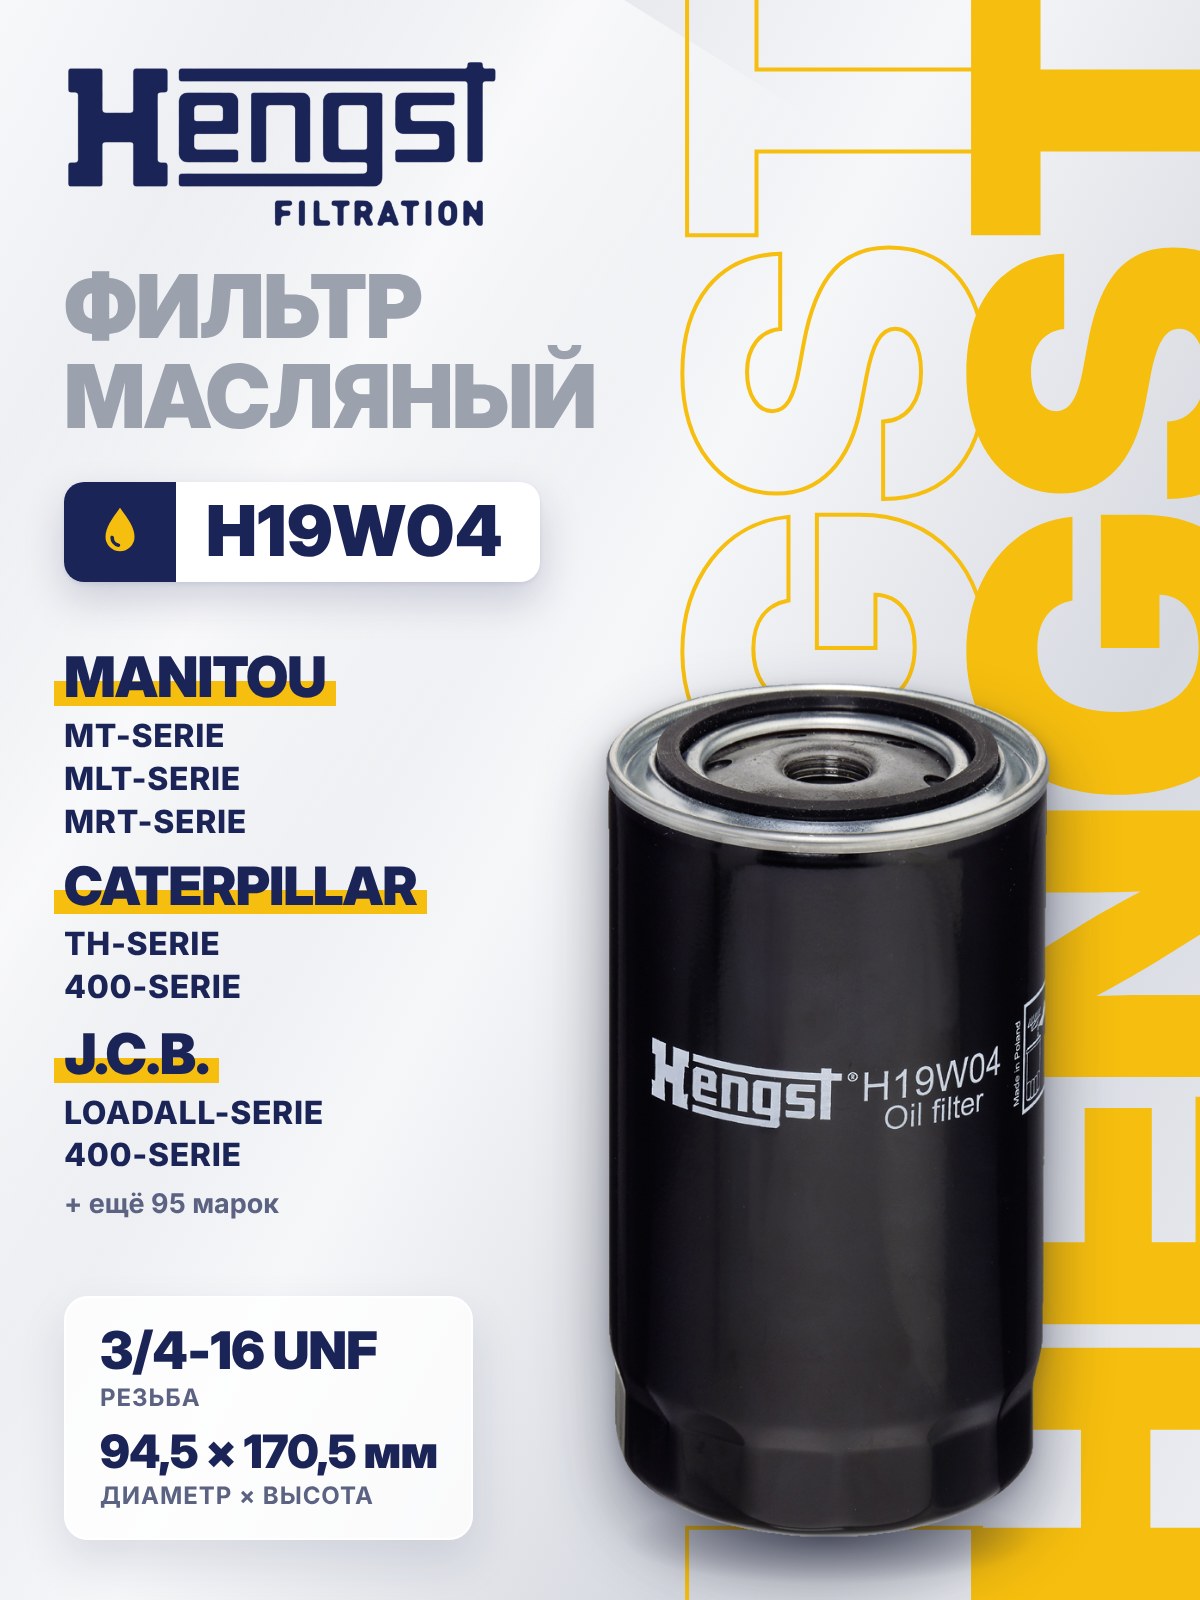 Hengst
FILTRATION
ФИЛЬТР
МАСЛЯНЫЙ
H19W04
MANITOU
MT-SERIE
MLT-SERIE
MRT-SERIE
CATERPILLAR
TH-SERIE
400-SERIE
J.C.B.
LOADALL-SERIE
400-SERIE
+ ещё 95 марок
3/4-16 UNF
РЕЗЬБА
94,5 × 170,5 мм
ДИАМЕТР × ВЫСОТА
Hengst® H19W04
Oil filter
Made in Poland
HENGST